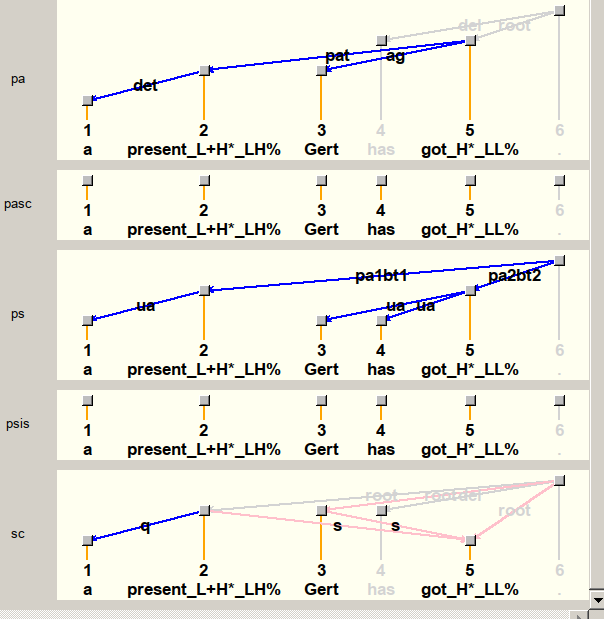 del root
pat ag
det
pa
1 2 3 4 5 6
a present_L+H*_LH% Gert has got_H*_LL% .
pasc
1 2 3 4 5 6
a present_L+H*_LH% Gert has got_H*_LL% .
pa1bt1 pa2bt2
ua ua ua
ps
1 2 3 4 5 6
a present_L+H*_LH% Gert has got_H*_LL% .
psis
1 2 3 4 5 6
a present_L+H*_LH% Gert has got_H*_LL% .
root root del
root
q s s
sc
1 2 3 4 5 6
a present_L+H*_LH% Gert has got_H*_LL% .